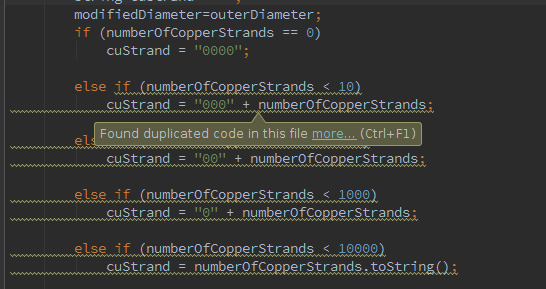 modifiedDiameter=outerDiameter;
if (numberOfCopperStrands == 0)
cuStrand = "0000";
else if (numberOfCopperStrands < 10)
cuStrand = "000" + numberOfCopperStrands;
Found duplicated code in this file more... (Ctrl+F1)
els
cuStrand = "00" + numberOfCopperStrands;
else if (numberOfCopperStrands < 1000)
cuStrand = "0" + numberOfCopperStrands;
else if (numberOfCopperStrands < 10000)
cuStrand = numberOfCopperStrands.toString();